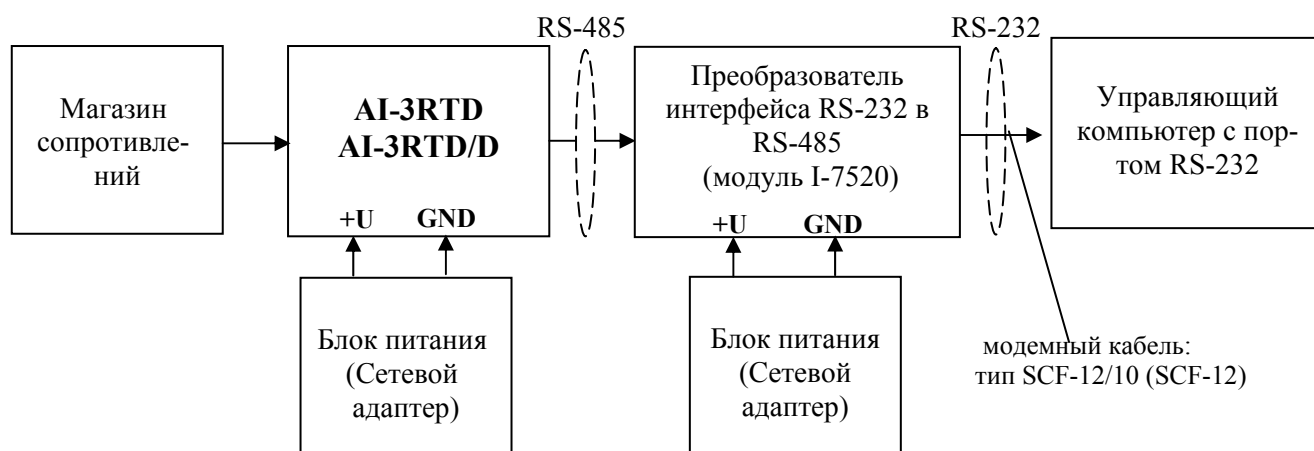 RS-485
RS-232
Магазин
сопротивле-
ний
AI-3RTD
AI-3RTD/D
+U GND
Преобразователь
интерфейса RS-232 в
RS-485
(модуль I-7520)
+U GND
Управляющий
компьютер с пор-
том RS-232
Блок питания
(Сетевой
адаптер)
Блок питания
(Сетевой
адаптер)
модемный кабель:
тип SCF-12/10 (SCF-12)